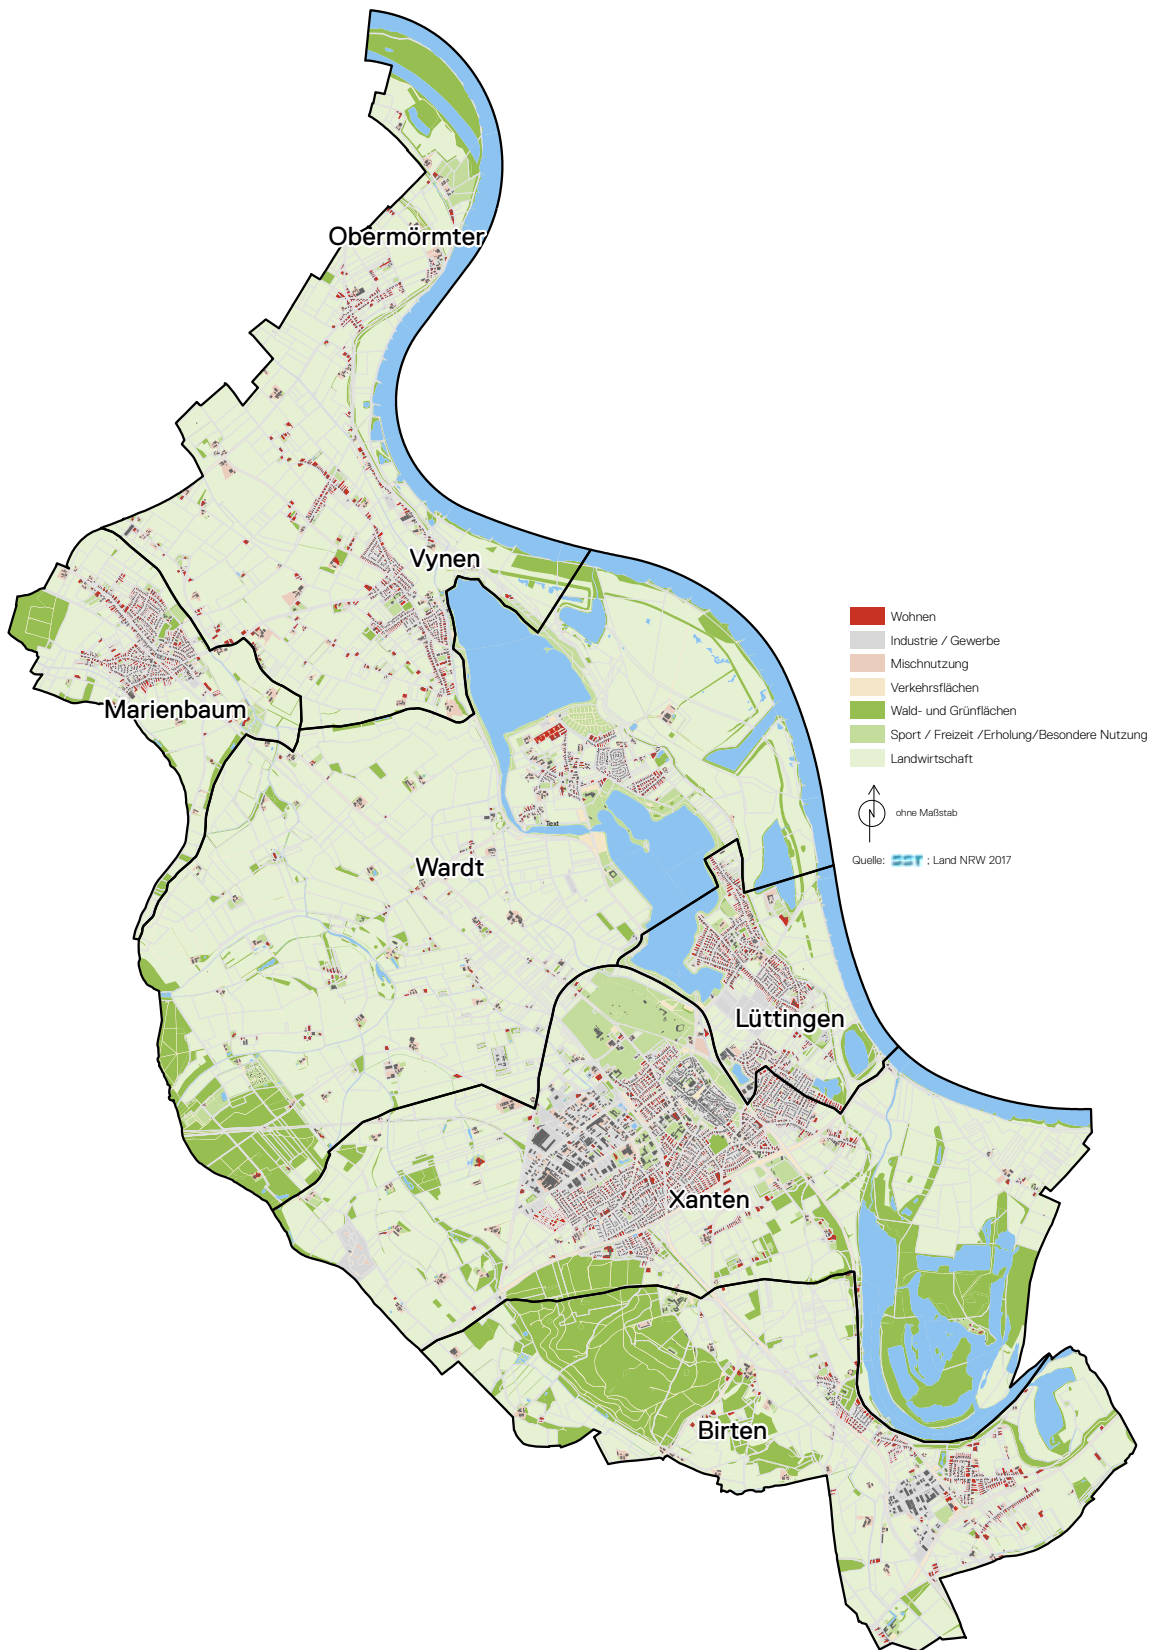 Obermörmter
Vynen
Marienbaum
Wardt
Text
Lüttingen
Xanten
Birten
Wohnen
Industrie / Gewerbe
Mischnutzung
Verkehrsflächen
Wald- und Grünflächen
Sport / Freizeit /Erholung/Besondere Nutzung
Landwirtschaft
N
ohne Maßstab
Quelle: SST ; Land NRW 2017